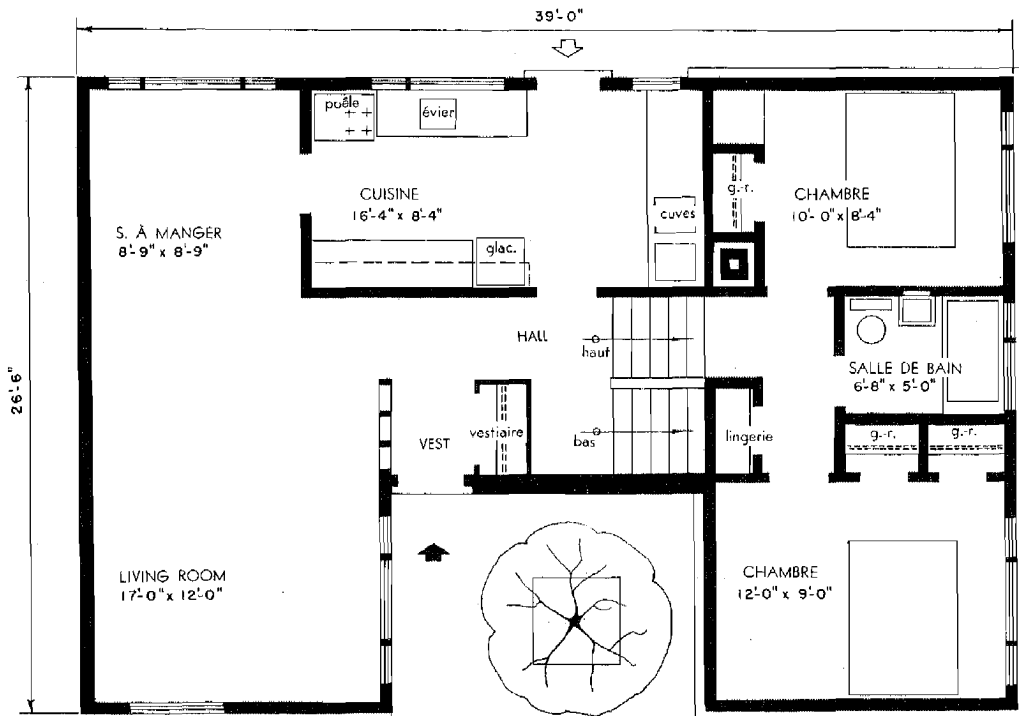 39'-0"
poêle
évier
CUISINE
16'-4" x 8'-4"
glac.
cuves
g.-r.
CHAMBRE
10'-0" x 8'-4"
S. À MANGER
8'-9" x 8'-9"
26'-6"
HALL
haut
bas
SALLE DE BAIN
6'-8" x 5'-0"
VEST
vestiaire
lingerie
g.-r.
g.-r.
LIVING ROOM
17'-0" x 12'-0"
CHAMBRE
12'-0" x 9'-0"